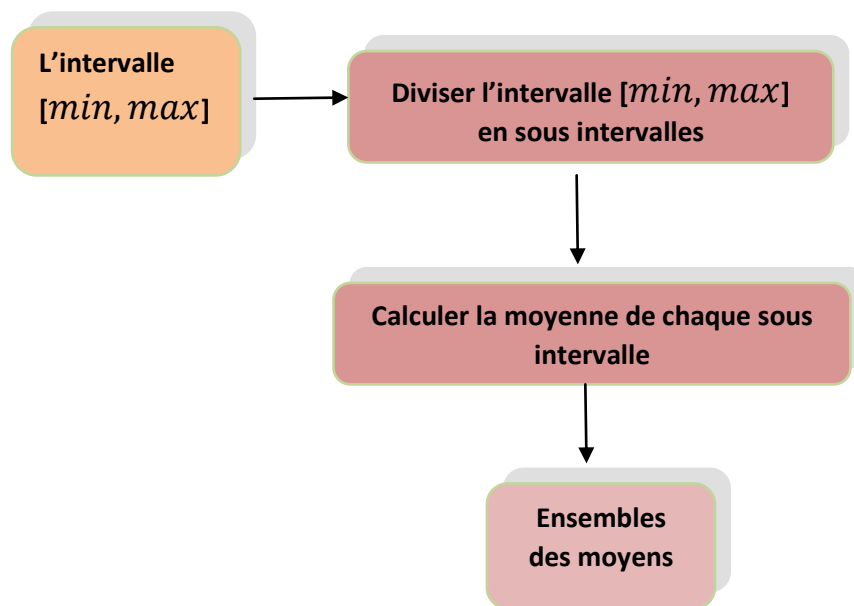 L’intervalle
[min, max]
Diviser l’intervalle [min, max]
en sous intervalles
Calculer la moyenne de chaque sous
intervalle
Ensembles
des moyens